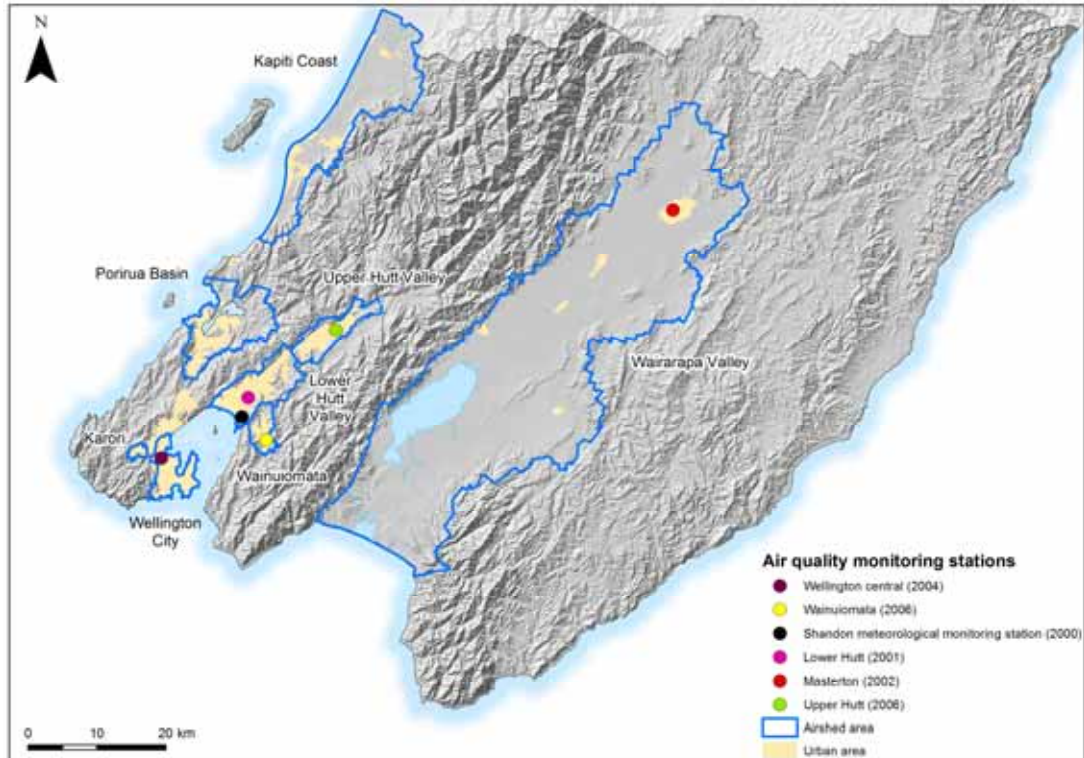 N
Kapiti Coast
Porirua Basin
Upper Hutt Valley
Lower
Hutt
Valley
Wairarapa Valley
Karori
Wainuiomata
Wellington
City
Air quality monitoring stations
Wellington central (2004)
Wainuiomata (2006)
Shandon meteorological monitoring station (2000)
Lower Hutt (2001)
Masterton (2002)
Upper Hutt (2006)
Airshed area
Urban area
0 10 20 km